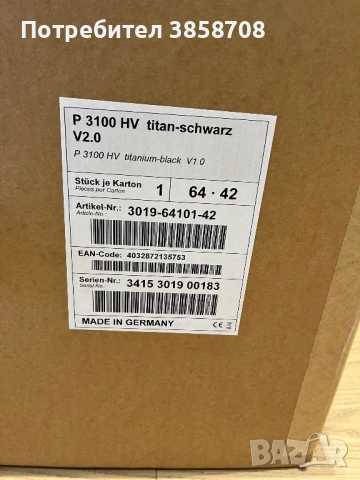 Потребител 3858708
P 3100 HV titan-schwarz
V2.0
P 3100 HV titanium-black V1.0
Stück je Karton
Pieces per Carton
1
64 · 42
Artikel-Nr.: 3019-64101-42
Article-No:
EAN-Code: 4032872135753
Serien-Nr.: 3415 3019 00183
Serial-No.:
MADE IN GERMANY
CE
BAZAR